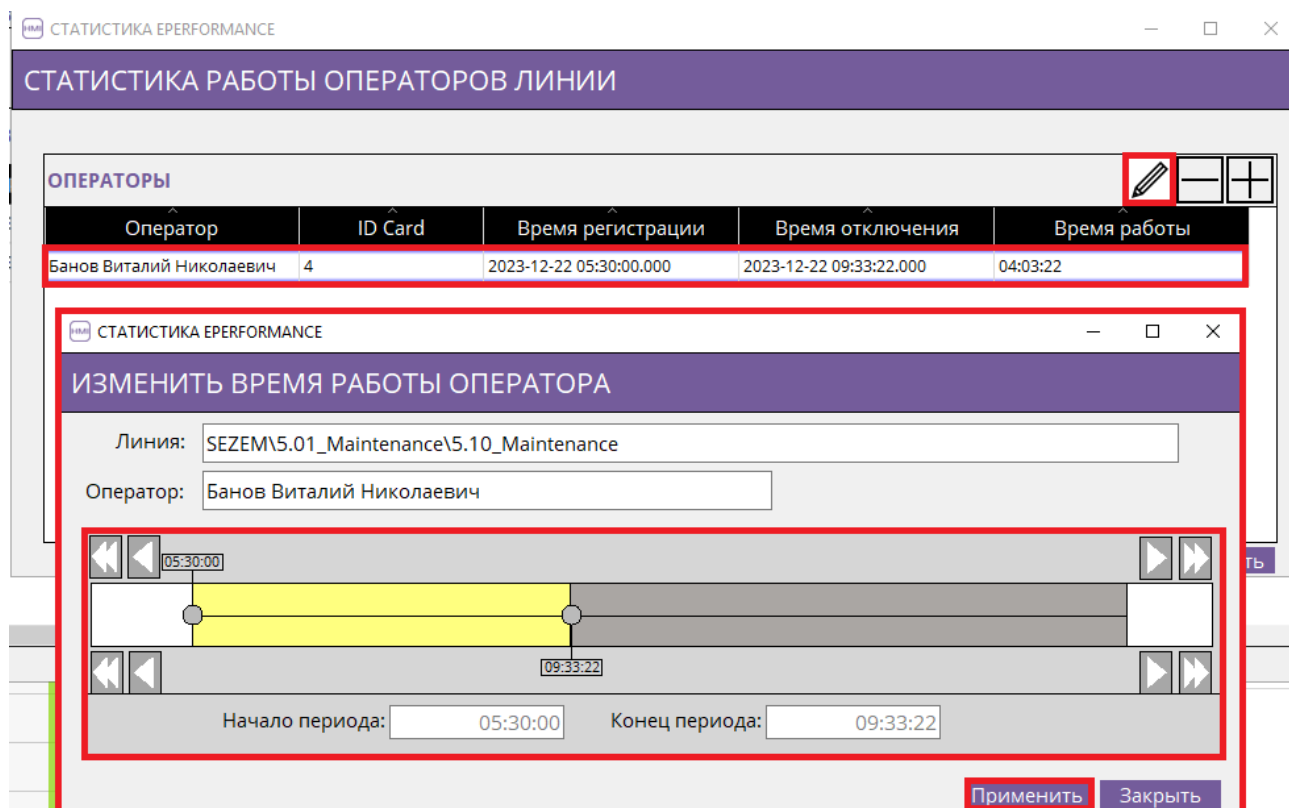 HMI СТАТИСТИКА EPERFORMANCE
СТАТИСТИКА РАБОТЫ ОПЕРАТОРОВ ЛИНИИ
ОПЕРАТОРЫ
Оператор ID Card Время регистрации Время отключения Время работы
Банов Виталий Николаевич 4 2023-12-22 05:30:00.000 2023-12-22 09:33:22.000 04:03:22
HMI СТАТИСТИКА EPERFORMANCE
ИЗМЕНИТЬ ВРЕМЯ РАБОТЫ ОПЕРАТОРА
Линия: SEZEM\5.01_Maintenance\5.10_Maintenance
Оператор: Банов Виталий Николаевич
05:30:00
ть
09:33:22
Начало периода: 05:30:00 Конец периода: 09:33:22
Применить Закрыть